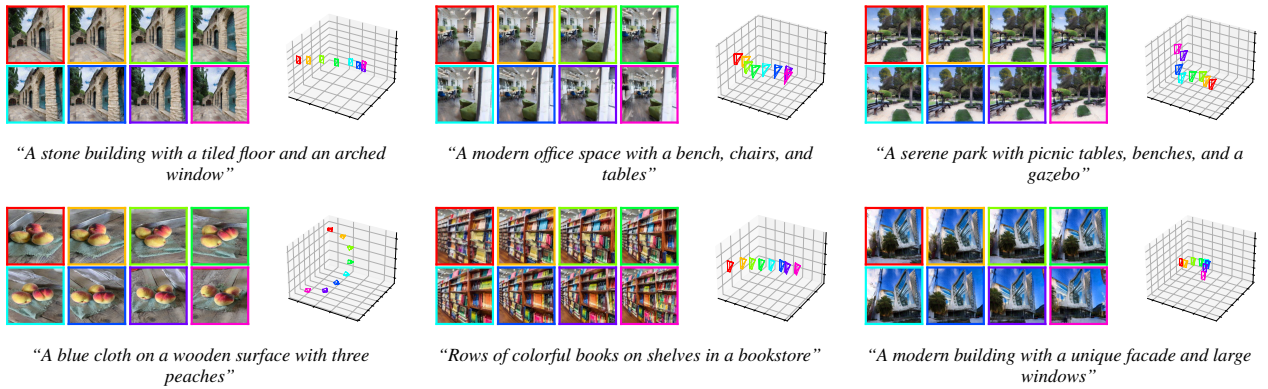 “A stone building with a tiled floor and an arched
window”
“A modern office space with a bench, chairs, and
tables”
“A serene park with picnic tables, benches, and a
gazebo”
“A blue cloth on a wooden surface with three
peaches”
“Rows of colorful books on shelves in a bookstore”
“A modern building with a unique facade and large
windows”